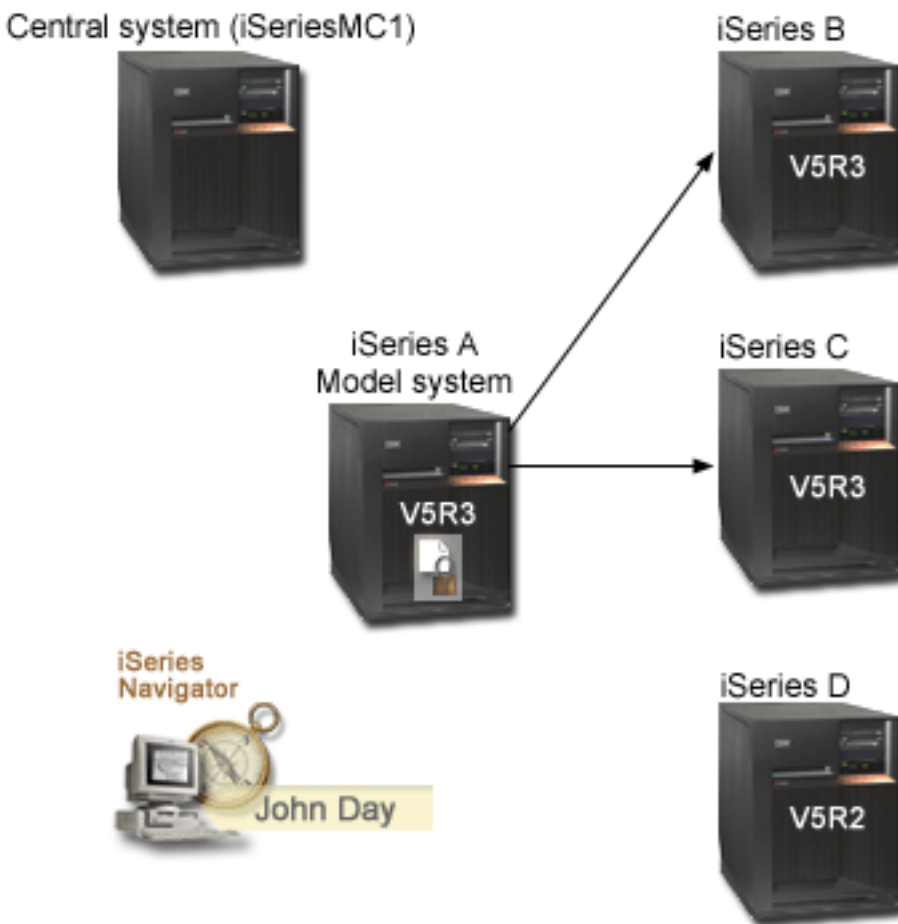 Central system (iSeriesMC1)
iSeries B
V5R3
iSeries A
Model system
V5R3
iSeries C
V5R3
iSeries
Navigator
John Day
iSeries D
V5R2